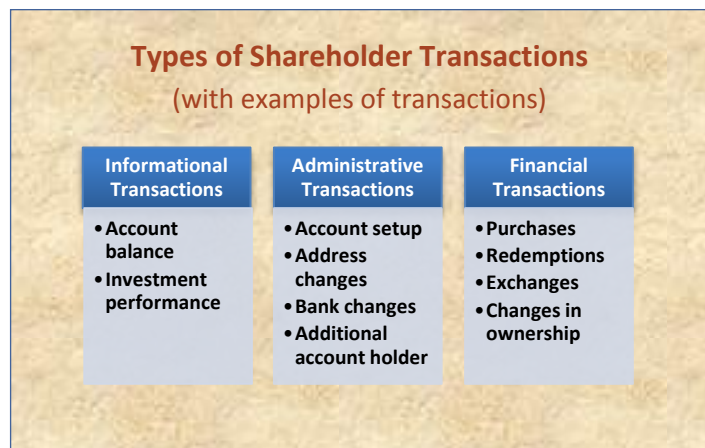 Types of Shareholder Transactions
(with examples of transactions)
Informational
Transactions
• Account
balance
• Investment
performance
Administrative
Transactions
• Account setup
• Address
changes
• Bank changes
• Additional
account holder
Financial
Transactions
• Purchases
• Redemptions
• Exchanges
• Changes in
ownership